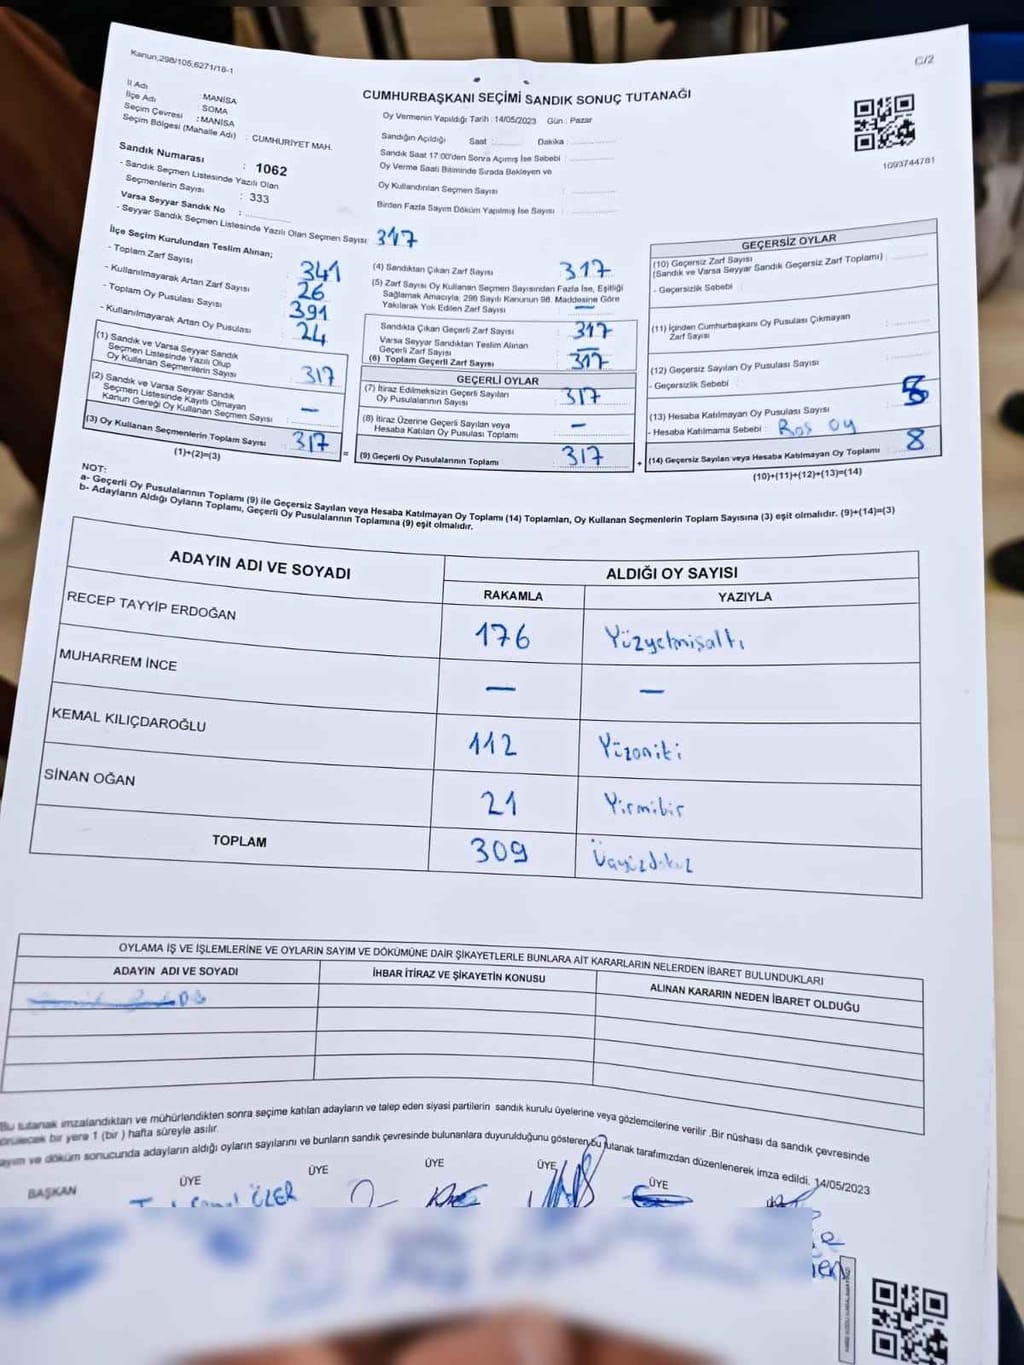 Kanun;298/105;6271/18-1
C/2
CUMHURBAŞKANI SEÇİMİ SANDIK SONUÇ TUTANAĞI
İl Adı : MANİSA
İlçe Adı : SOMA
Seçim Çevresi : MANİSA
Seçim Bölgesi (Mahalle Adı) : CUMHURİYET MAH.
Sandık Numarası : 1062
- Sandık Seçmen Listesinde Yazılı Olan
Seçmenlerin Sayısı : 333
Varsa Seyyar Sandık No :
- Seyyar Sandık Listesinde Yazılı Olan Seçmen Sayısı 317
Oy Vermenin Yapıldığı Tarih : 14/05/2023 Gün : Pazar
Sandığın Açıldığı Saat Dakika :
Sandık Saat 17:00'den Sonra Açımış İse Sebebi :
Oy Verme Saati Bitiminde Sırada Bekleyen ve
Oy Kullandırılan Seçmen Sayısı :
Birden Fazla Sayım Döküm Yapılmış İse Sayısı :
1093744781
İlçe Seçim Kurulundan Teslim Alınan;
- Toplam Zarf Sayısı : 341
- Kullanılmayarak Artan Zarf Sayısı : 26
- Toplam Oy Pusulası Sayısı : 391
- Kullanılmayarak Artan Oy Pusulası : 24
(1) Sandık ve Varsa Seyyar Sandık
Seçmen Listesinde Yazılı Olup
Oy Kullanan Seçmenlerin Sayısı : 317
(2) Sandık ve Varsa Seyyar Sandık
Seçmen Listesinde Kayıtlı Olmayan
Kanun Gereği Oy Kullanan Seçmen Sayısı : –
(3) Oy Kullanan Seçmenlerin Toplam Sayısı : 317
(1)+(2)=(3)
(4) Sandıktan Çıkan Zarf Sayısı : 317
(5) Zarf Sayısı Oy Kullanan Seçmen Sayısından Fazla İse, Eşitliği
Sağlamak Amacıyla, 298 Sayılı Kanunun 98. Maddesine Göre
Yakılarak Yok Edilen Zarf Sayısı : –
Sandıkta Çıkan Geçerli Zarf Sayısı : 317
Varsa Seyyar Sandıktan Teslim Alınan
Geçerli Zarf Sayısı : –
(6) Toplam Geçerli Zarf Sayısı : 317
GEÇERLİ OYLAR
(7) İtiraz Edilmeksizin Geçerli Sayılan
Oy Pusulalarının Sayısı : 317
(8) İtiraz Üzerine Geçerli Sayılan veya
Hesaba Katılan Oy Pusulası Toplamı : –
= (9) Geçerli Oy Pusulalarının Toplamı : 317
GEÇERSİZ OYLAR
(10) Geçersiz Zarf Sayısı
(Sandık ve Varsa Seyyar Sandık Geçersiz Zarf Toplamı) :
- Geçersizlik Sebebi :
(11) İçinden Cumhurbaşkanı Oy Pusulası Çıkmayan
Zarf Sayısı :
(12) Geçersiz Sayılan Oy Pusulası Sayısı :
- Geçersizlik Sebebi :
(13) Hesaba Katılmayan Oy Pusulası Sayısı : 8
- Hesaba Katılmama Sebebi : Boş oy
+ (14) Geçersiz Sayılan veya Hesaba Katılmayan Oy Toplamı : 8
(10)+(11)+(12)+(13)=(14)
NOT:
a- Geçerli Oy Pusulalarının Toplamı (9) ile Geçersiz Sayılan veya Hesaba Katılmayan Oy Toplamı (14) Toplamları, Oy Kullanan Seçmenlerin Toplam Sayısına (3) eşit olmalıdır. (9)+(14)=(3)
b- Adayların Aldığı Oyların Toplamı, Geçerli Oy Pusulalarının Toplamına (9) eşit olmalıdır.
ADAYIN ADI VE SOYADI ALDIĞI OY SAYISI
RAKAMLA YAZIYLA
RECEP TAYYİP ERDOĞAN 176 Yüzyetmişaltı
MUHARREM İNCE – –
KEMAL KILIÇDAROĞLU 112 Yüzoniki
SİNAN OĞAN 21 Yirmibir
TOPLAM 309 Üçyüzdokuz
OYLAMA İŞ VE İŞLEMLERİNE VE OYLARIN SAYIM VE DÖKÜMÜNE DAİR ŞİKAYETLERLE BUNLARA AİT KARARLARIN NELERDEN İBARET BULUNDUKLARI
ADAYIN ADI VE SOYADI İHBAR İTİRAZ VE ŞİKAYETİN KONUSU ALINAN KARARIN NEDEN İBARET OLDUĞU
Bu tutanak imzalandıktan ve mühürlendikten sonra seçime katılan adayların ve talep eden siyasi partilerin sandık kurulu üyelerine veya gözlemcilerine verilir .Bir nüshası da sandık çevresinde
görülecek bir yere 1 (bir ) hafta süreyle asılır.
ayım ve döküm sonucunda adayların aldığı oyların sayılarını ve bunların sandık çevresinde bulunanlara duyurulduğunu gösteren bu tutanak tarafımızdan düzenlenerek imza edildi. 14/05/2023
BAŞKAN ÜYE ÜYE ÜYE ÜYE ÜYE
ÖZER